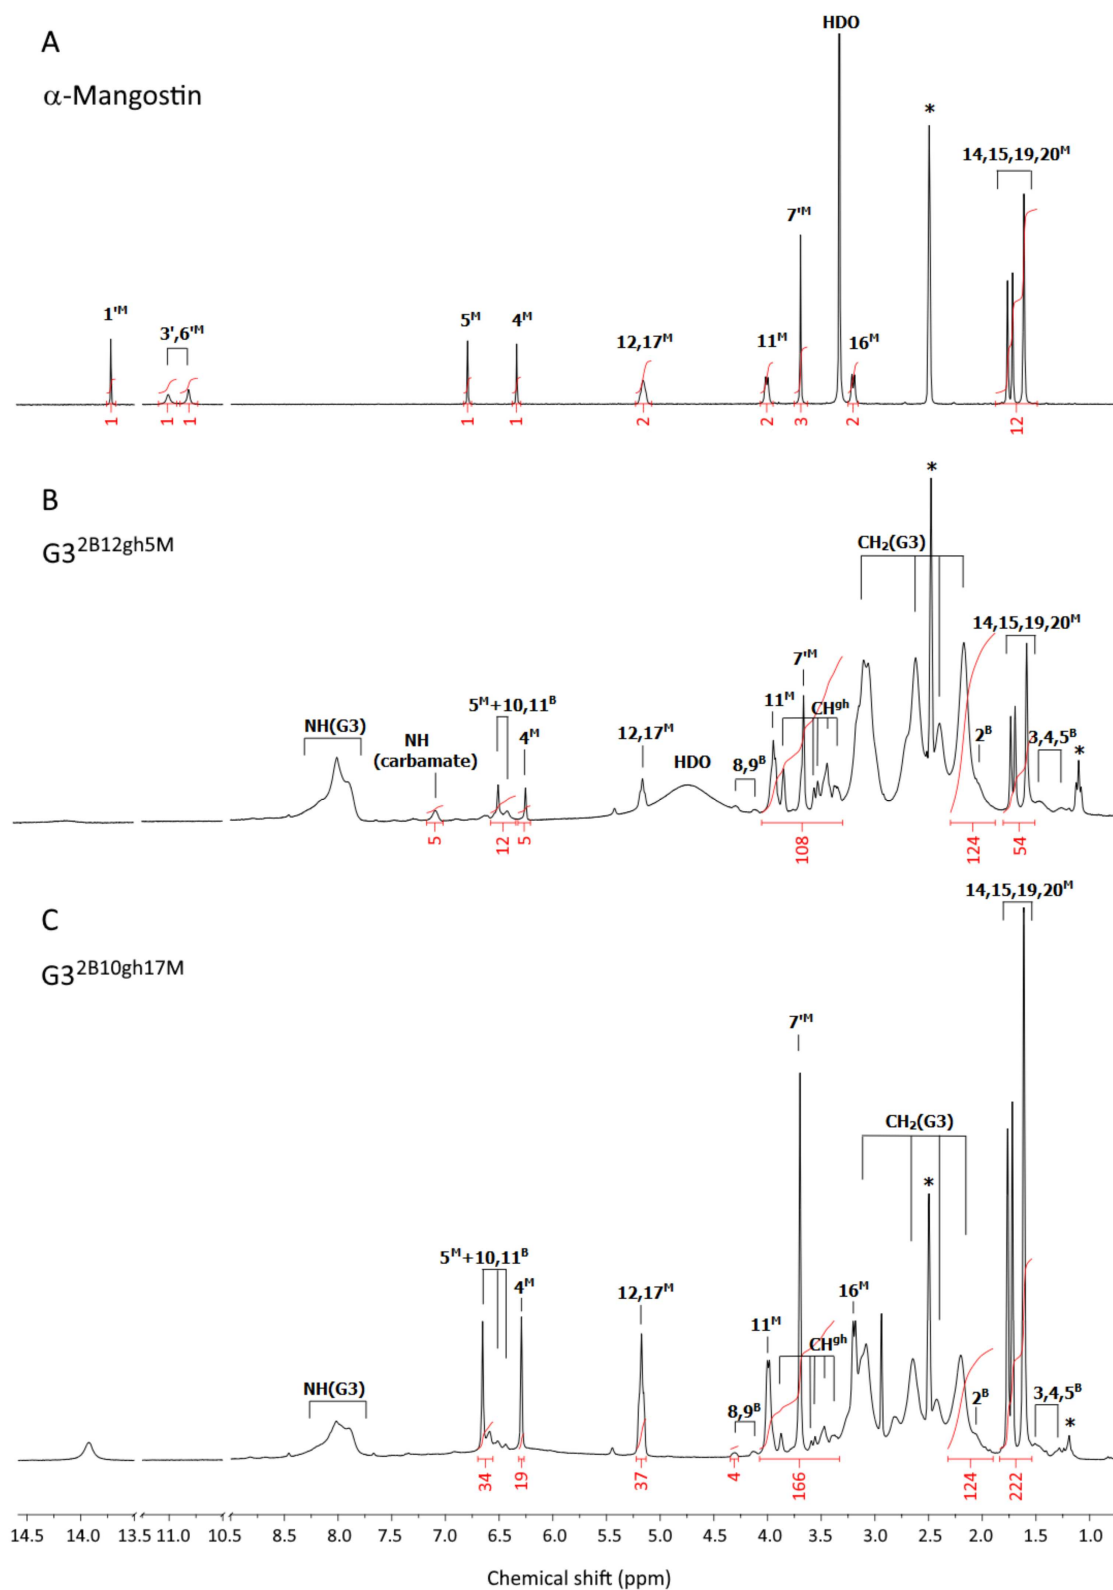 A
α-Mangostin
HDO
*
14,15,19,20ᴹ
7'ᴹ
1'ᴹ
3',6'ᴹ
5ᴹ
4ᴹ
12,17ᴹ
11ᴹ
16ᴹ
1
1
1
1
1
2
2
3
2
12
B
G3²ᴮ¹²ᵍʰ⁵ᴹ
*
CH₂(G3)
14,15,19,20ᴹ
7'ᴹ
11ᴹ
CHᵍʰ
5ᴹ+10,11ᴮ
NH(G3)
NH
(carbamate)
4ᴹ
12,17ᴹ
HDO
8,9ᴮ
2ᴮ
3,4,5ᴮ
*
5
12
5
108
124
54
C
G3²ᴮ¹⁰ᵍʰ¹⁷ᴹ
14,15,19,20ᴹ
7'ᴹ
CH₂(G3)
*
5ᴹ+10,11ᴮ
4ᴹ
12,17ᴹ
16ᴹ
11ᴹ
CHᵍʰ
NH(G3)
8,9ᴮ
2ᴮ
3,4,5ᴮ
*
34
19
37
4
166
124
222
14.5 14.0 13.5 11.0 10.5 9.0 8.5 8.0 7.5 7.0 6.5 6.0 5.5 5.0 4.5 4.0 3.5 3.0 2.5 2.0 1.5 1.0
Chemical shift (ppm)